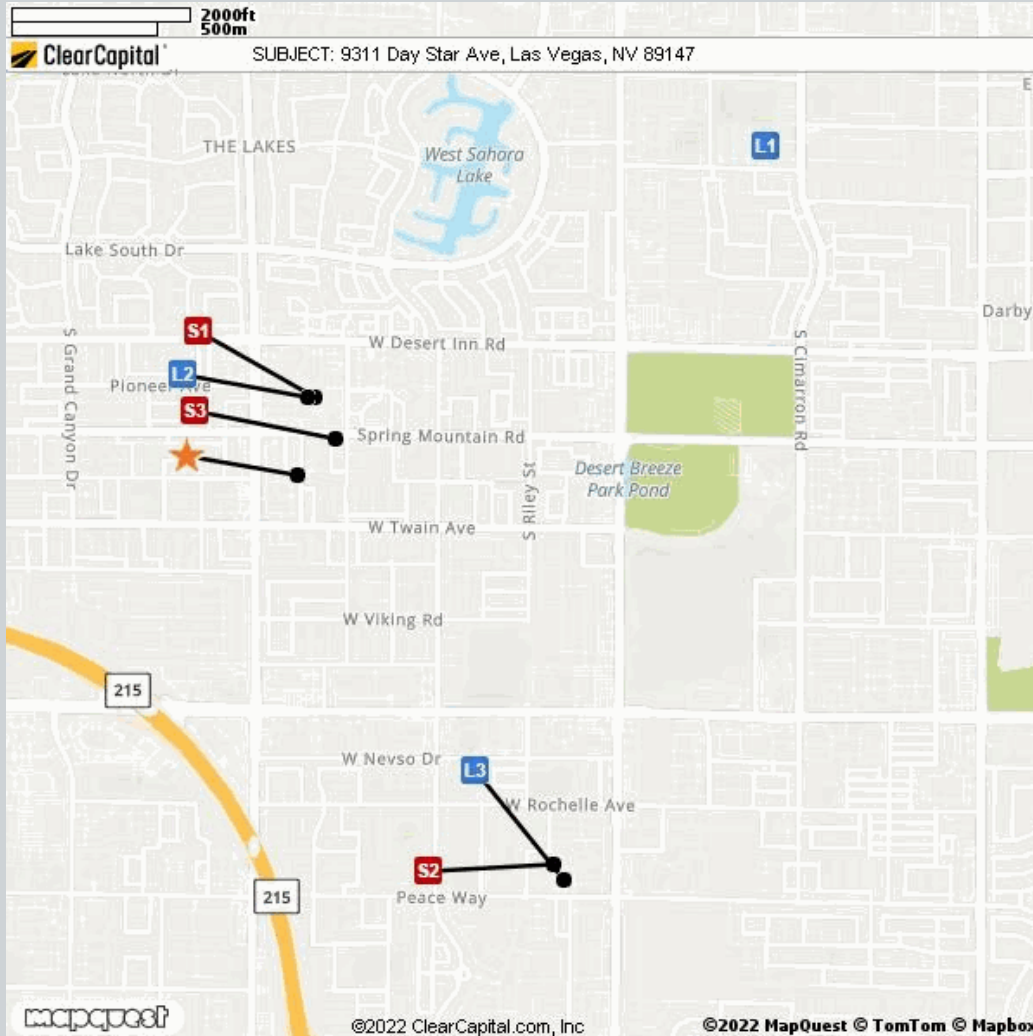 2000ft
500m
ClearCapital
SUBJECT: 9311 Day Star Ave, Las Vegas, NV 89147
THE LAKES
West Sahara
Lake
L1
Lake South Dr
Darby
S1
W Desert Inn Rd
S Grand Canyon Dr
S Cimarron Rd
L2
Pioneer Ave
S3
Spring Mountain Rd
S Riley St
Desert Breeze
Park Pond
W Twain Ave
W Viking Rd
215
W Nevso Dr
L3
W Rochelle Ave
S2
Peace Way
215
mapquest
©2022 ClearCapital.com, Inc
©2022 MapQuest © TomTom © Mapbox